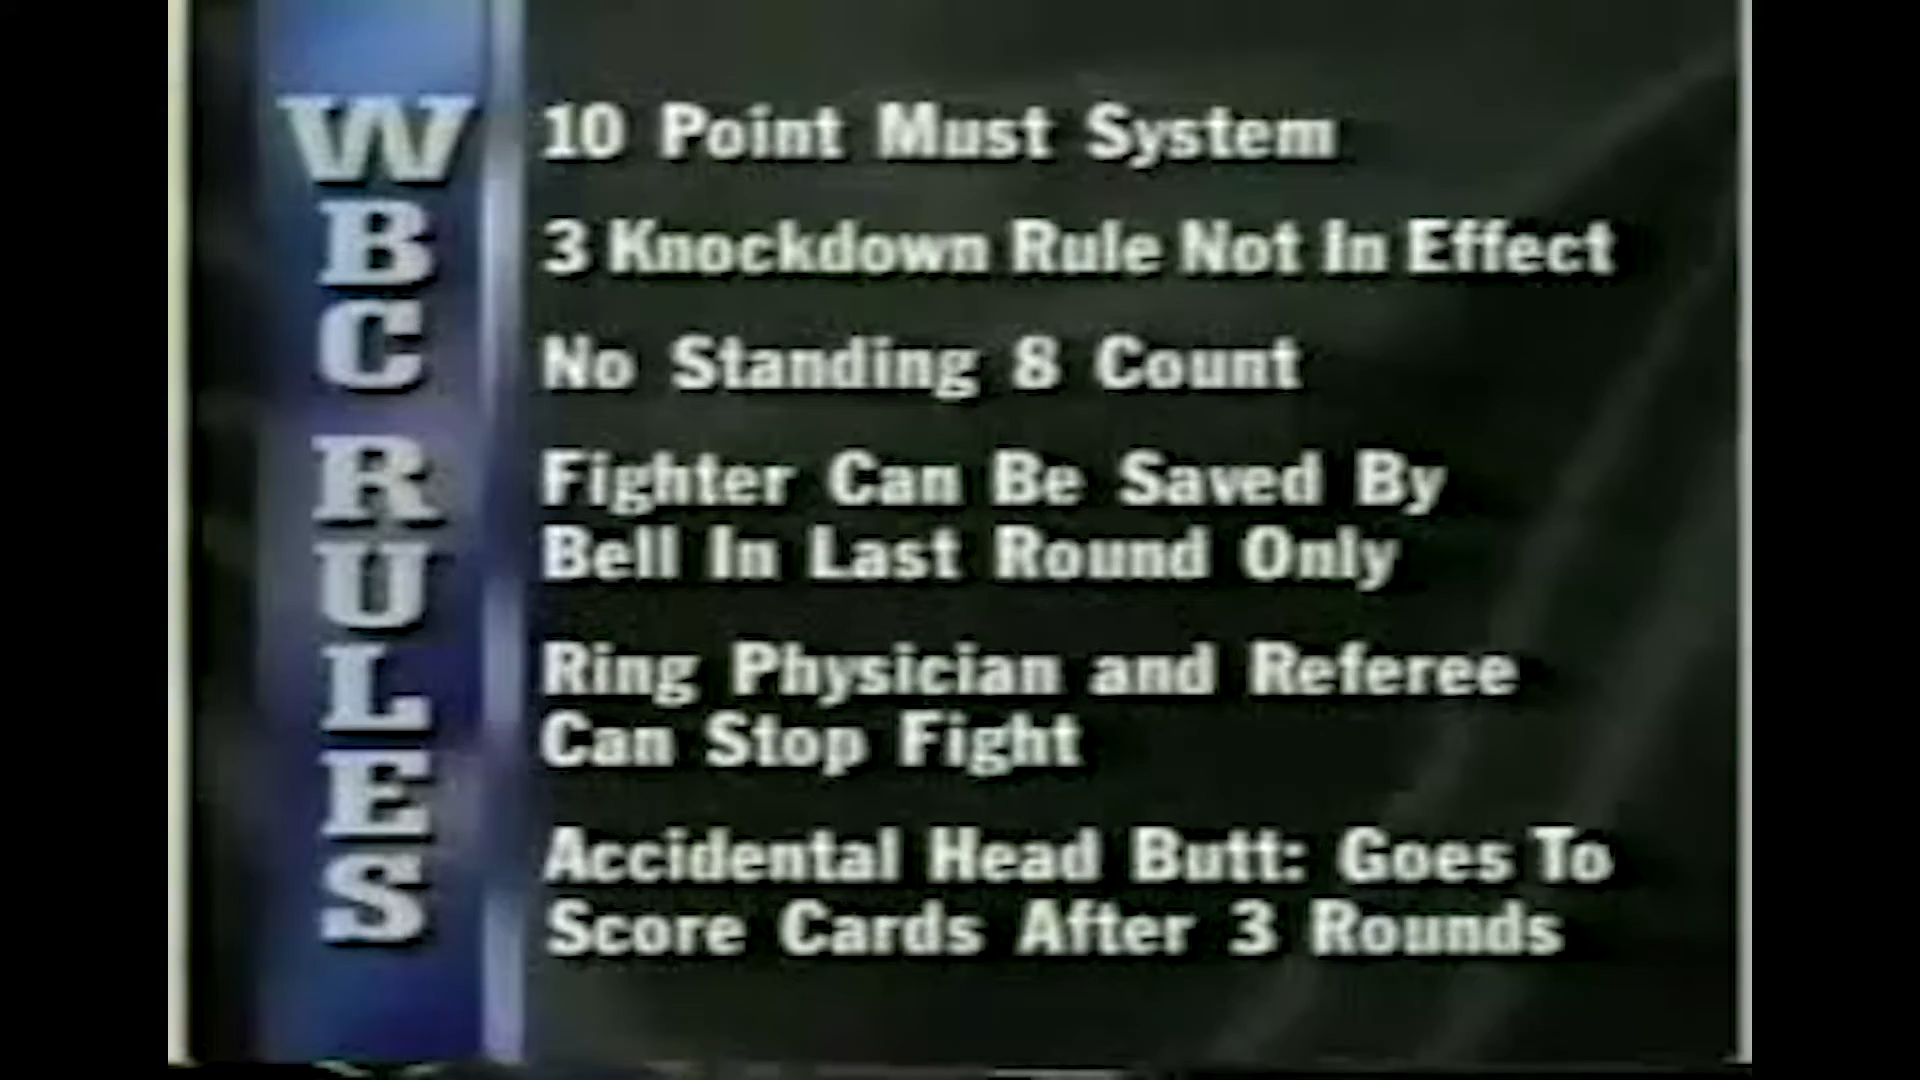 WBC RULES
10 Point Must System
3 Knockdown Rule Not In Effect
No Standing 8 Count
Fighter Can Be Saved By
Bell In Last Round Only
Ring Physician and Referee
Can Stop Fight
Accidental Head Butt: Goes To
Score Cards After 3 Rounds